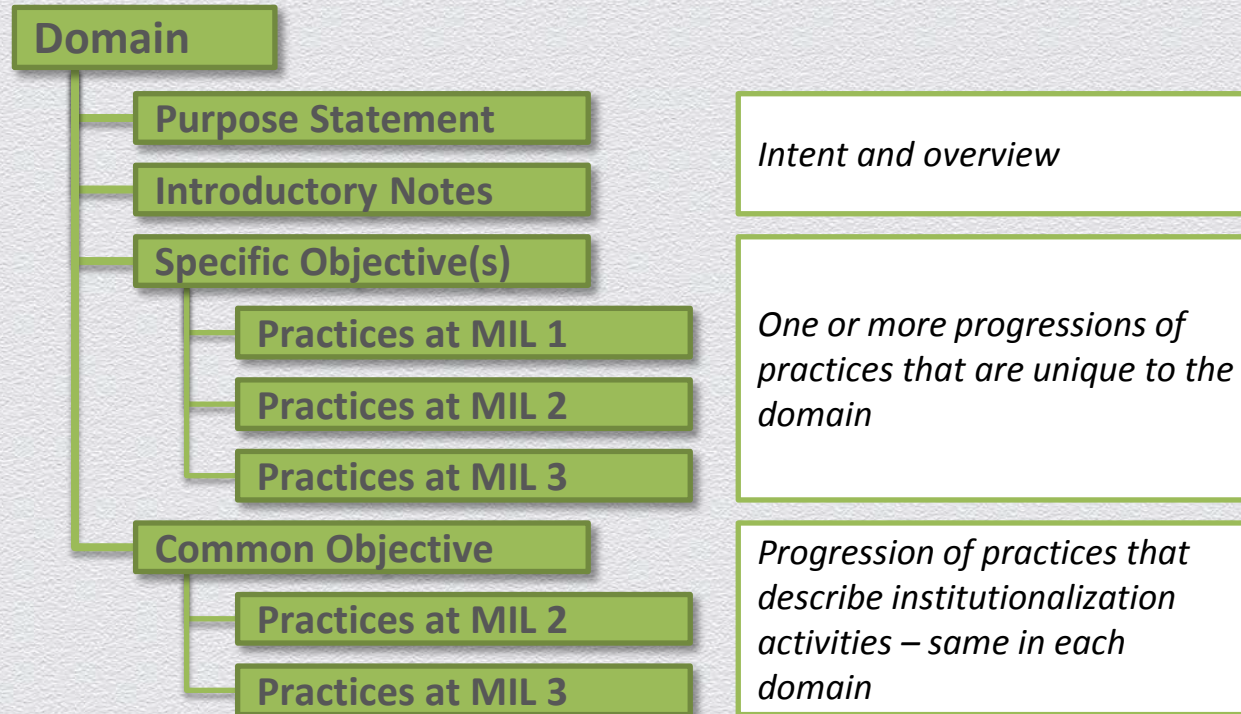 Domain
Purpose Statement
Introductory Notes
Intent and overview
Specific Objective(s)
Practices at MIL 1
Practices at MIL 2
Practices at MIL 3
One or more progressions of
practices that are unique to the
domain
Common Objective
Practices at MIL 2
Practices at MIL 3
Progression of practices that
describe institutionalization
activities – same in each
domain